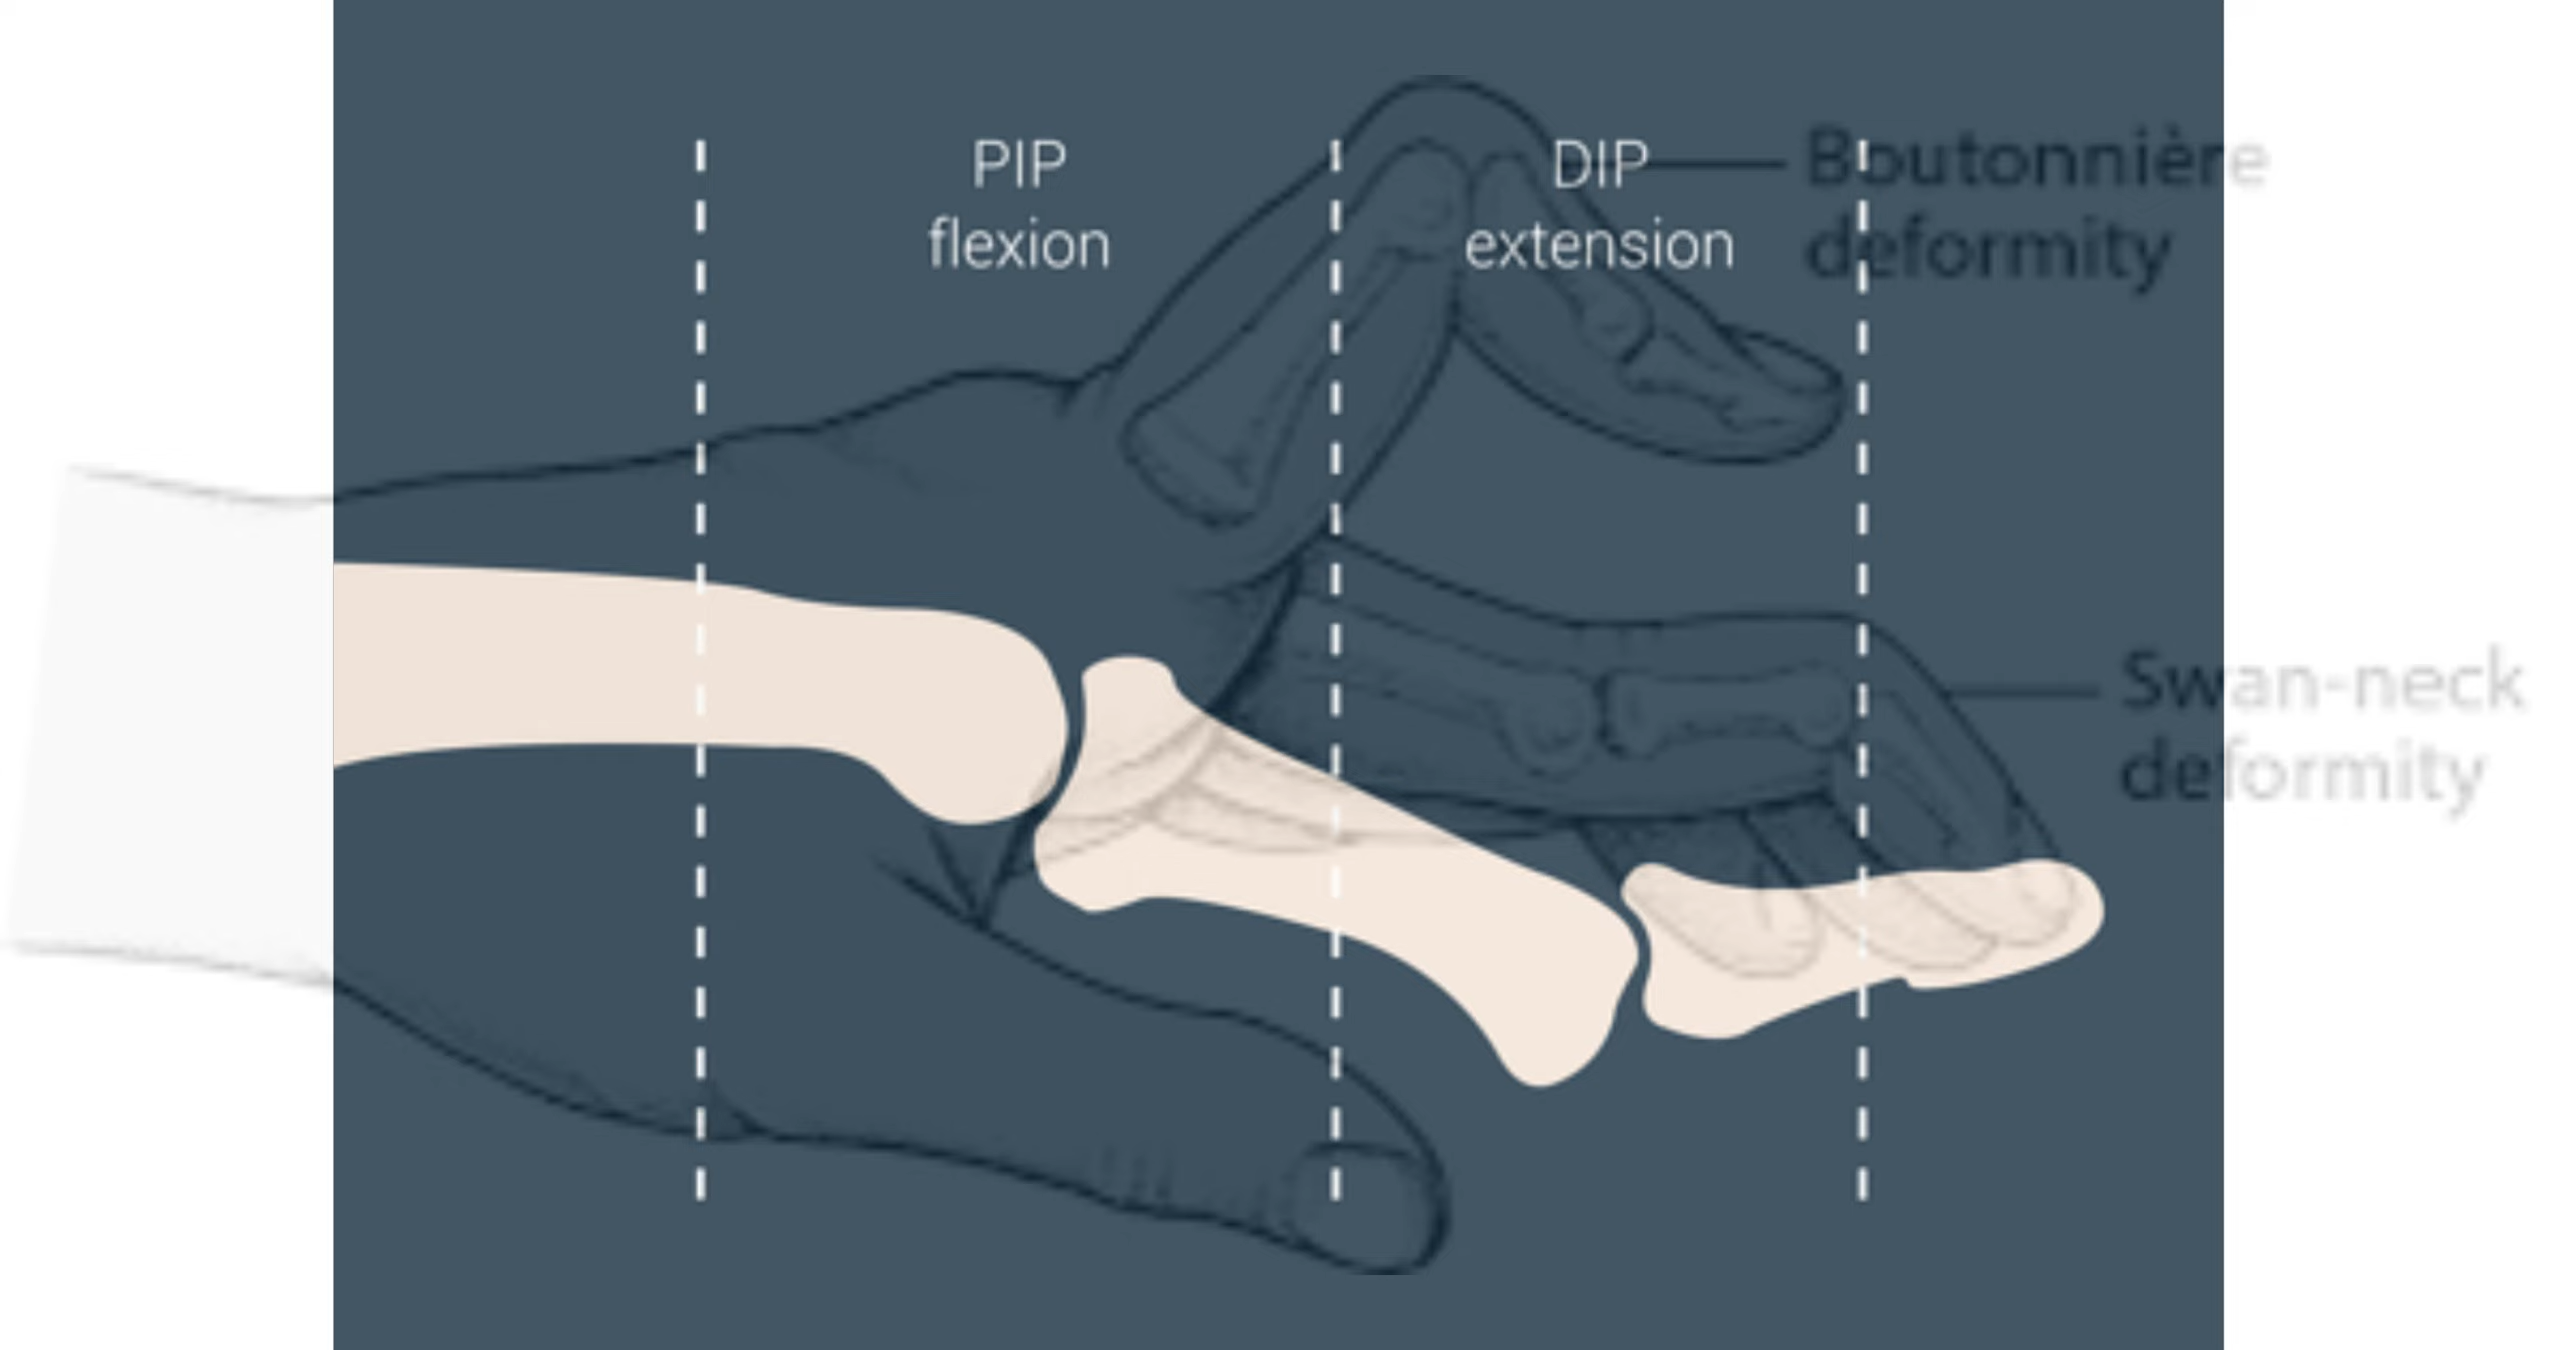 PIP
flexion
DIP
extension
Boutonnière
deformity
Swan-neck
deformity